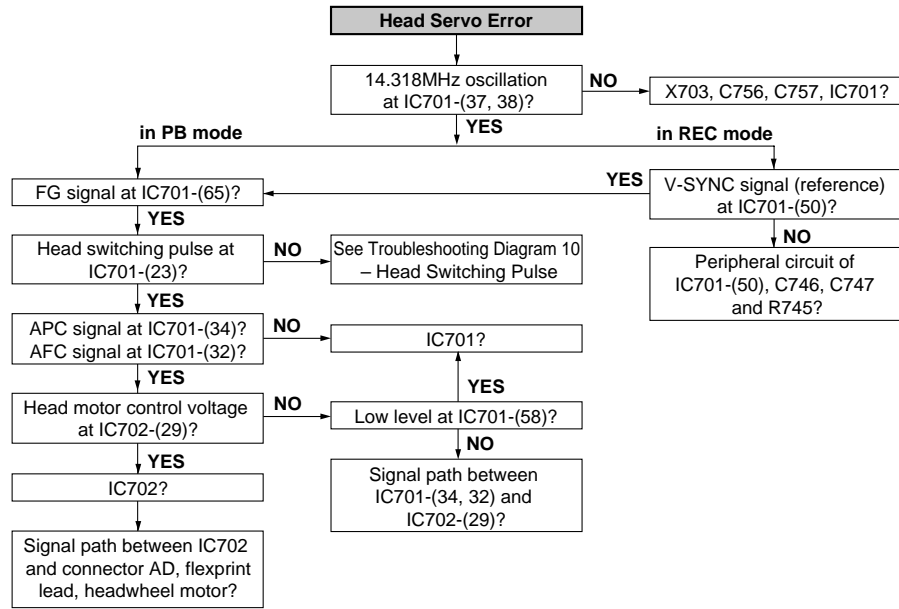 Head Servo Error
14.318MHz oscillation
at IC701-(37, 38)?
NO
X703, C756, C757, IC701?
YES
in PB mode
in REC mode
FG signal at IC701-(65)?
YES
V-SYNC signal (reference)
at IC701-(50)?
YES
NO
Head switching pulse at
IC701-(23)?
NO
See Troubleshooting Diagram 10
– Head Switching Pulse
Peripheral circuit of
IC701-(50), C746, C747
and R745?
YES
APC signal at IC701-(34)?
AFC signal at IC701-(32)?
NO
IC701?
YES
YES
Head motor control voltage
at IC702-(29)?
NO
Low level at IC701-(58)?
YES
NO
IC702?
Signal path between
IC701-(34, 32) and
IC702-(29)?
Signal path between IC702
and connector AD, flexprint
lead, headwheel motor?